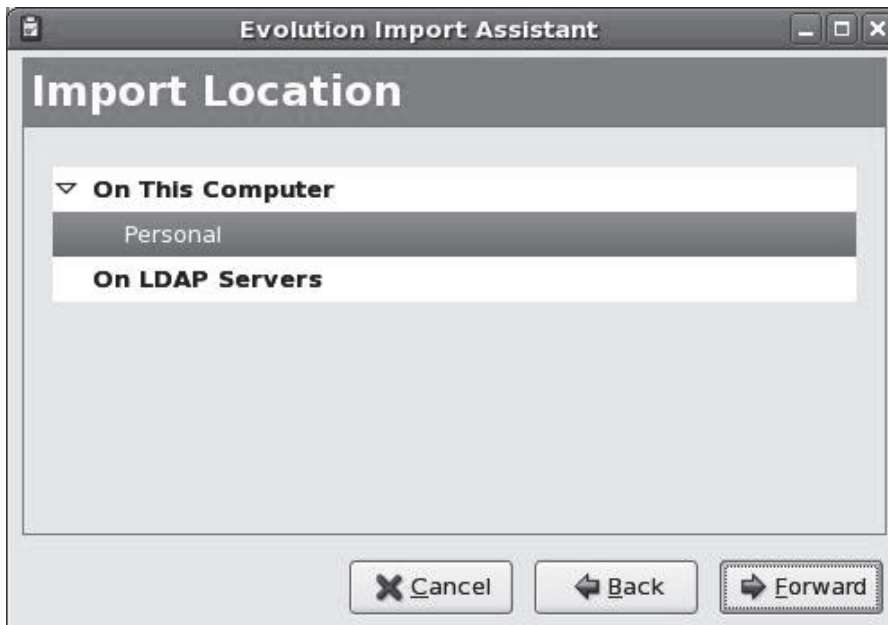 Evolution Import Assistant
Import Location
On This Computer
Personal
On LDAP Servers
Cancel
Back
Forward